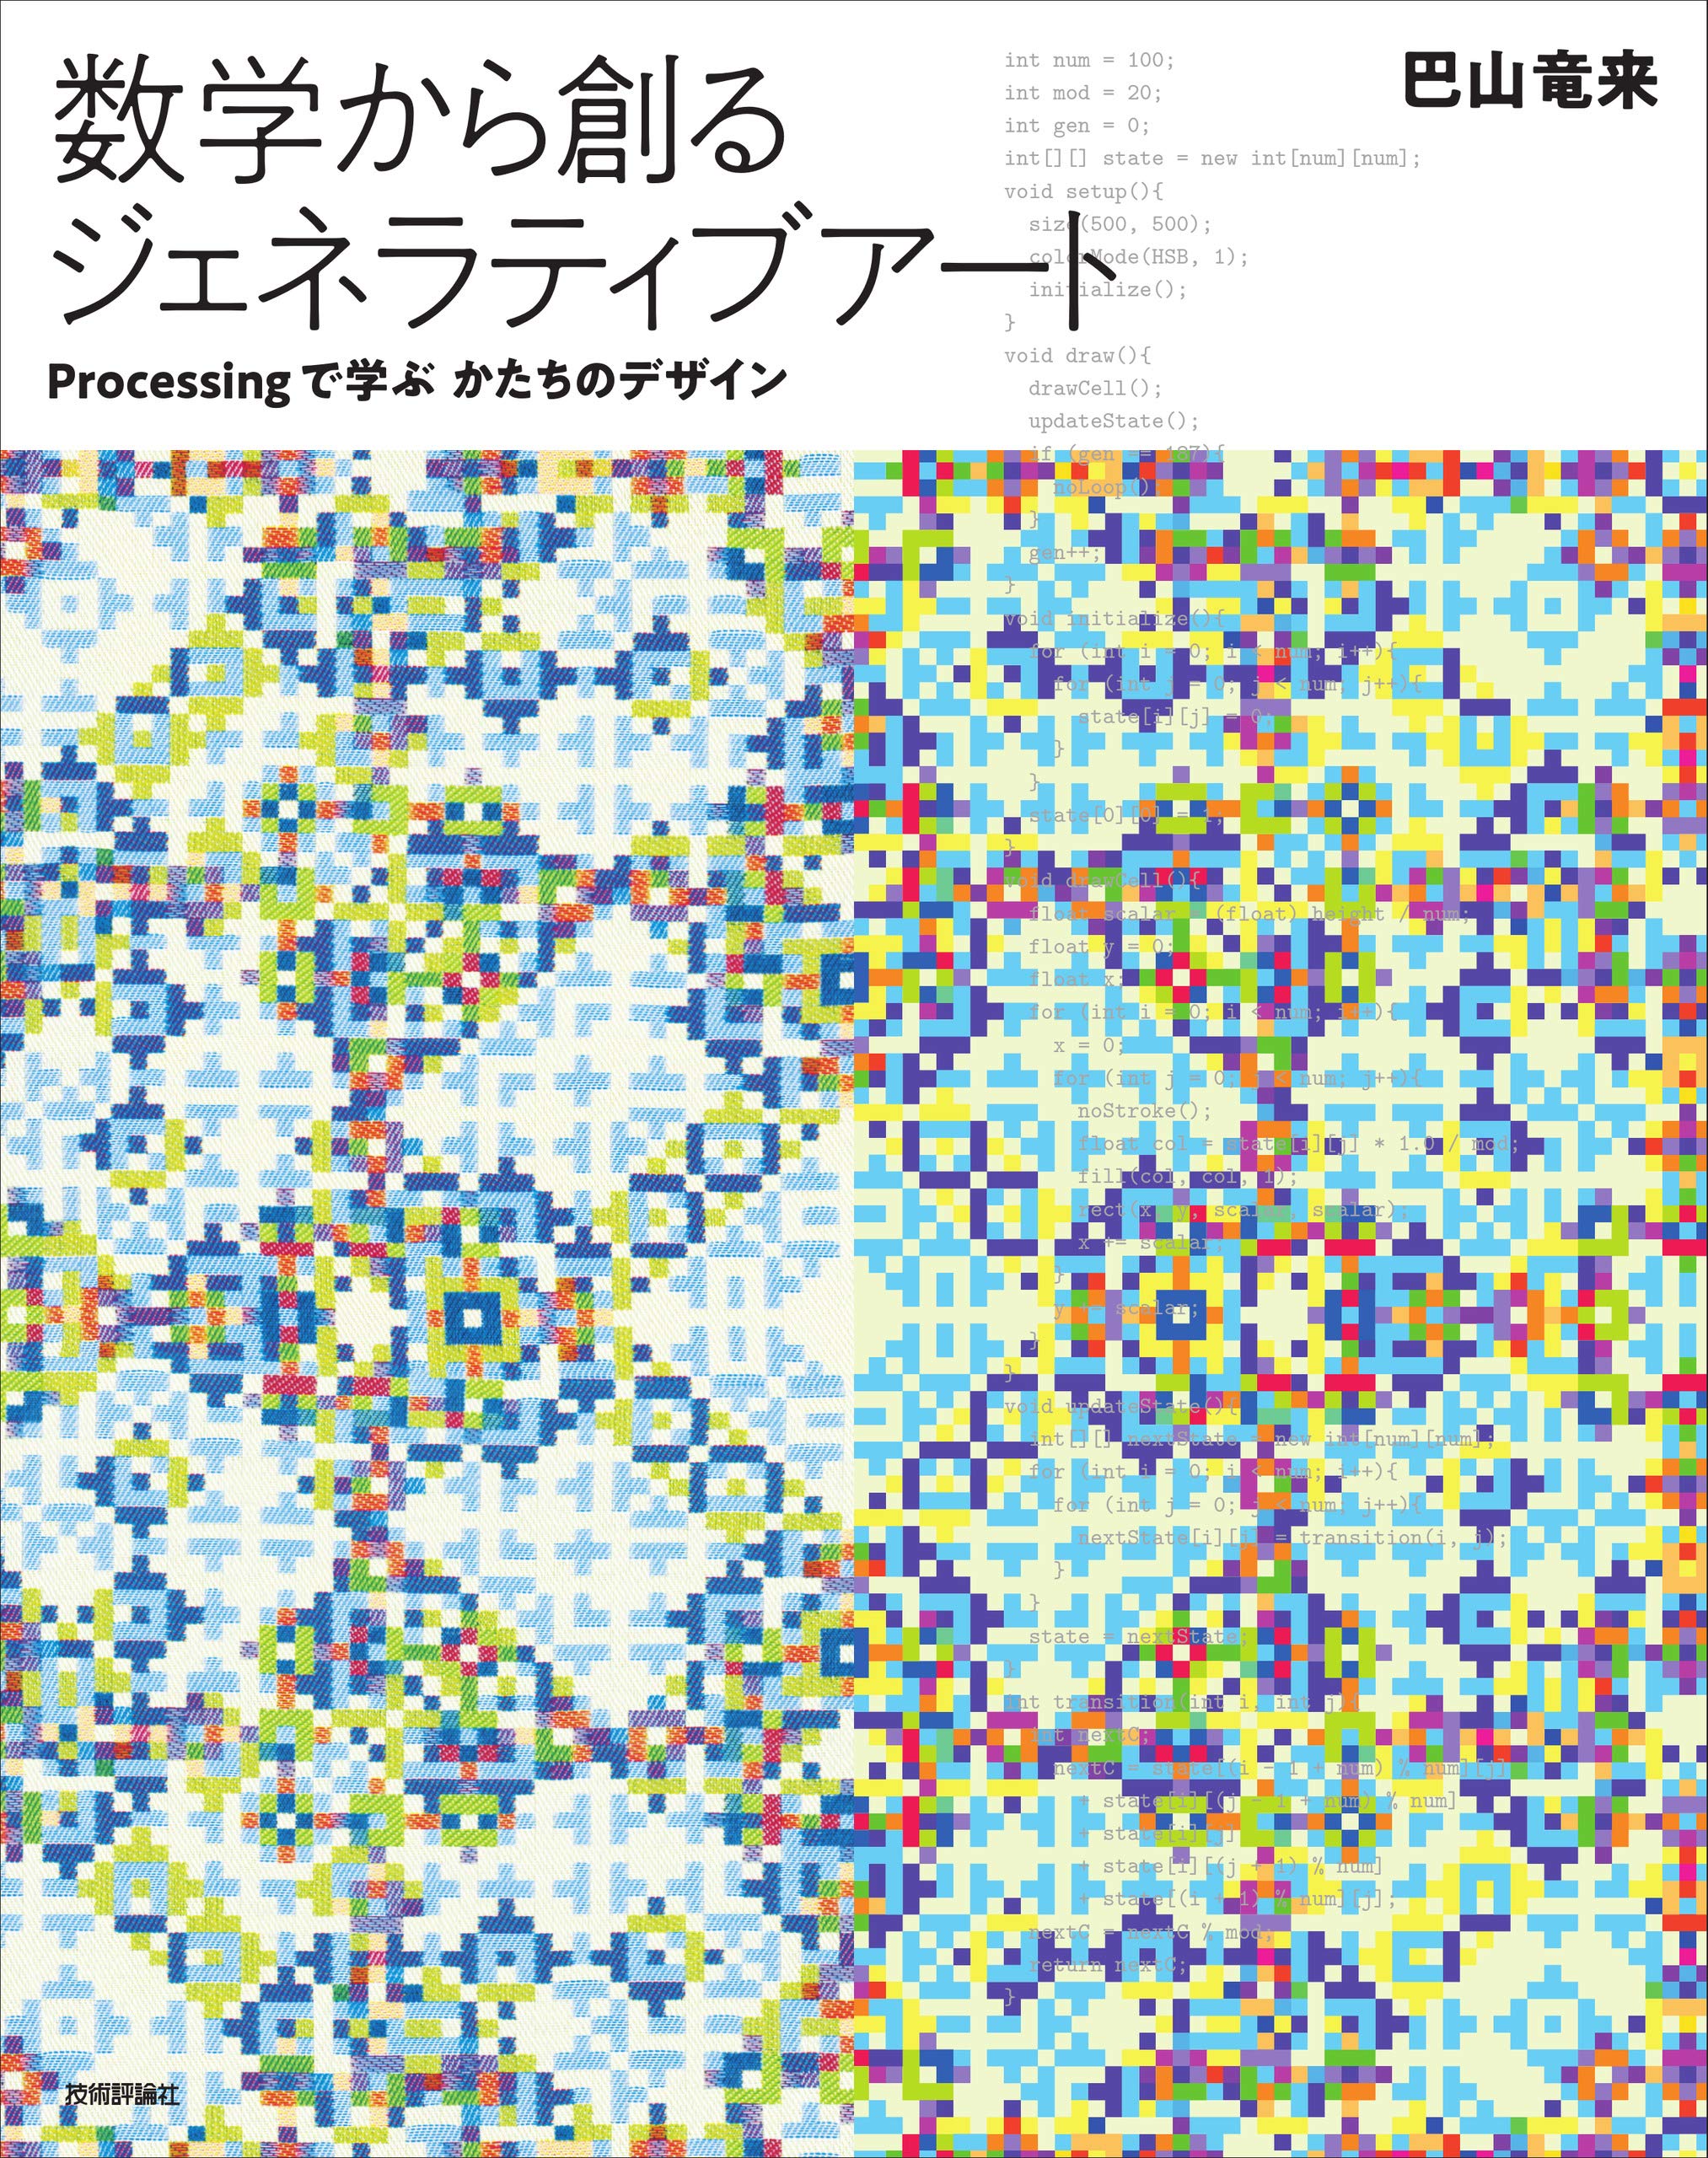 数学から創る
ジェネラティブアート
Processingで学ぶ かたちのデザイン
巴山竜来
int num = 100;
int mod = 20;
int gen = 0;
int[][] state = new int[num][num];
void setup(){
size(500, 500);
colorMode(HSB, 1);
initialize();
}
void draw(){
drawCell();
updateState();
if (gen == 187){
noLoop();
}
gen++;
}
void initialize(){
for (int i = 0; i < num; i++){
for (int j = 0; j < num; j++){
state[i][j] = 0;
}
}
state[0][0] = 1;
}
void drawCell(){
float scalar = (float) height / num;
float y = 0;
float x;
for (int i = 0; i < num; i++){
x = 0;
for (int j = 0; j < num; j++){
noStroke();
float col = state[i][j] * 1.0 / mod;
fill(col, col, 1);
rect(x, y, scalar, scalar);
x += scalar;
}
y += scalar;
}
}
void updateState(){
int[][] nextState = new int[num][num];
for (int i = 0; i < num; i++){
for (int j = 0; j < num; j++){
nextState[i][j] = transition(i, j);
}
}
state = nextState;
}
int transition(int i, int j){
int nextC;
nextC = state[(i - 1 + num) % num][j]
+ state[i][(j - 1 + num) % num]
+ state[i][j]
+ state[i][(j + 1) % num]
+ state[(i + 1) % num][j];
nextC = nextC % mod;
return nextC;
}
技術評論社